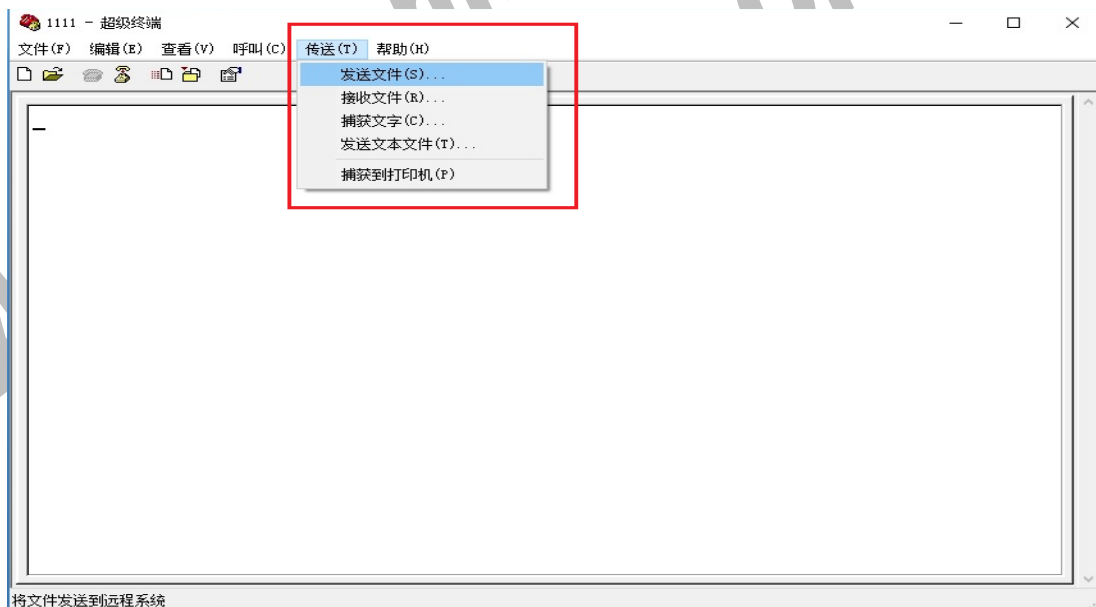 1111 - 超级终端
文件(F) 编辑(E) 查看(V) 呼叫(C) 传送(T) 帮助(H)
发送文件(S)...
接收文件(R)...
捕获文字(C)...
发送文本文件(T)...
捕获到打印机(P)
将文件发送到远程系统